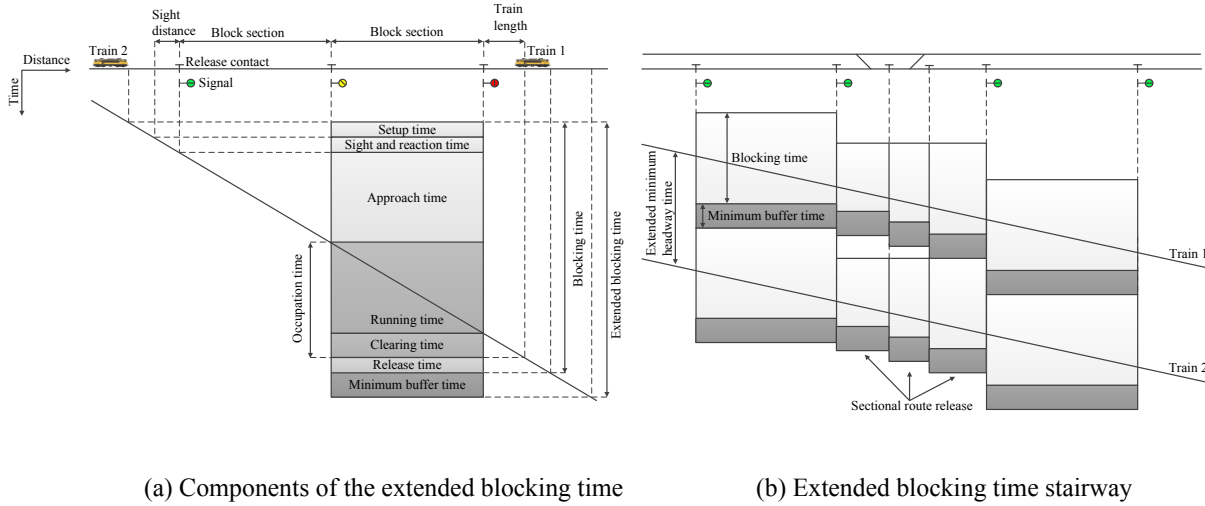 Sight
distance
Block section
Block section
Train
length
Train 2
Train 1
Distance
Release contact
Time
Signal
Setup time
Sight and reaction time
Approach time
Occupation time
Running time
Clearing time
Release time
Minimum buffer time
Blocking time
Extended blocking time
(a) Components of the extended blocking time
Blocking time
Extended minimum
headway time
Minimum buffer time
Train 1
Train 2
Sectional route release
(b) Extended blocking time stairway